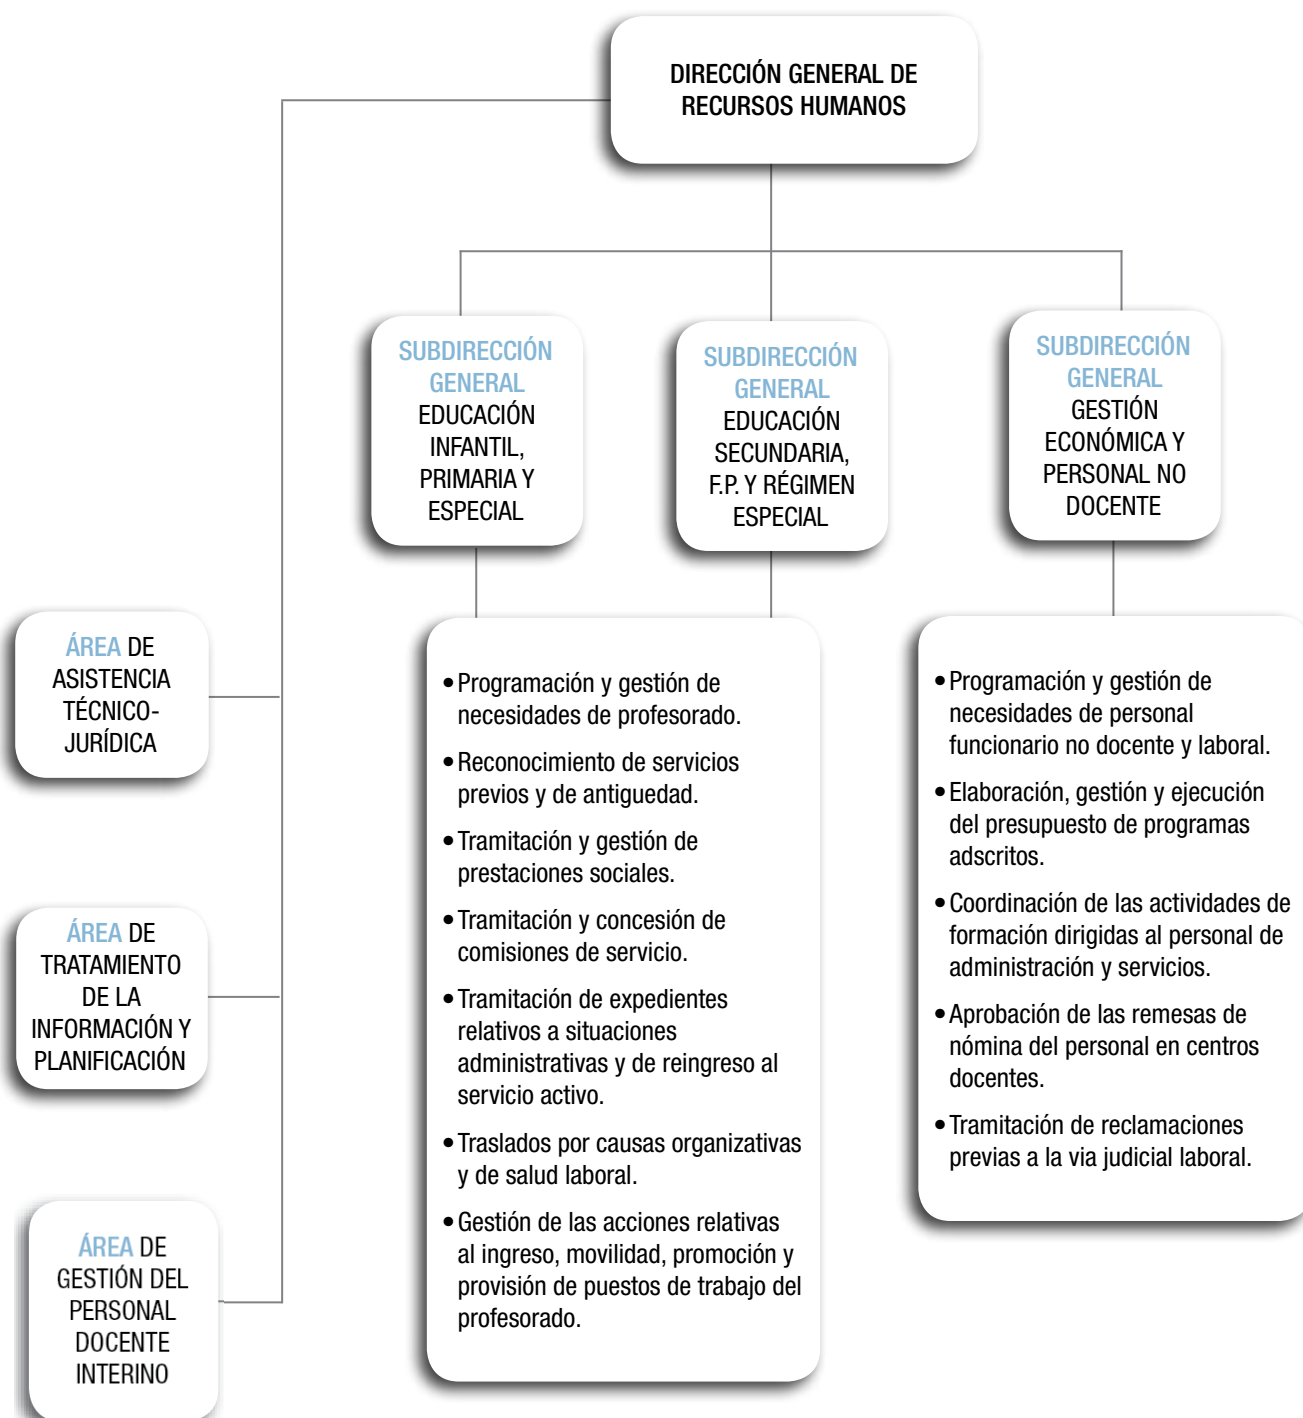 DIRECCIÓN GENERAL DE
RECURSOS HUMANOS
SUBDIRECCIÓN
GENERAL
EDUCACIÓN
INFANTIL,
PRIMARIA Y
ESPECIAL
SUBDIRECCIÓN
GENERAL
EDUCACIÓN
SECUNDARIA,
F.P. Y RÉGIMEN
ESPECIAL
SUBDIRECCIÓN
GENERAL
GESTIÓN
ECONÓMICA Y
PERSONAL NO
DOCENTE
ÁREA DE
ASISTENCIA
TÉCNICO-
JURÍDICA
ÁREA DE
TRATAMIENTO
DE LA
INFORMACIÓN Y
PLANIFICACIÓN
ÁREA DE
GESTIÓN DEL
PERSONAL
DOCENTE
INTERINO
• Programación y gestión de
necesidades de profesorado.
• Reconocimiento de servicios
previos y de antiguedad.
• Tramitación y gestión de
prestaciones sociales.
• Tramitación y concesión de
comisiones de servicio.
• Tramitación de expedientes
relativos a situaciones
administrativas y de reingreso al
servicio activo.
• Traslados por causas organizativas
y de salud laboral.
• Gestión de las acciones relativas
al ingreso, movilidad, promoción y
provisión de puestos de trabajo del
profesorado.
• Programación y gestión de
necesidades de personal
funcionario no docente y laboral.
• Elaboración, gestión y ejecución
del presupuesto de programas
adscritos.
• Coordinación de las actividades de
formación dirigidas al personal de
administración y servicios.
• Aprobación de las remesas de
nómina del personal en centros
docentes.
• Tramitación de reclamaciones
previas a la via judicial laboral.